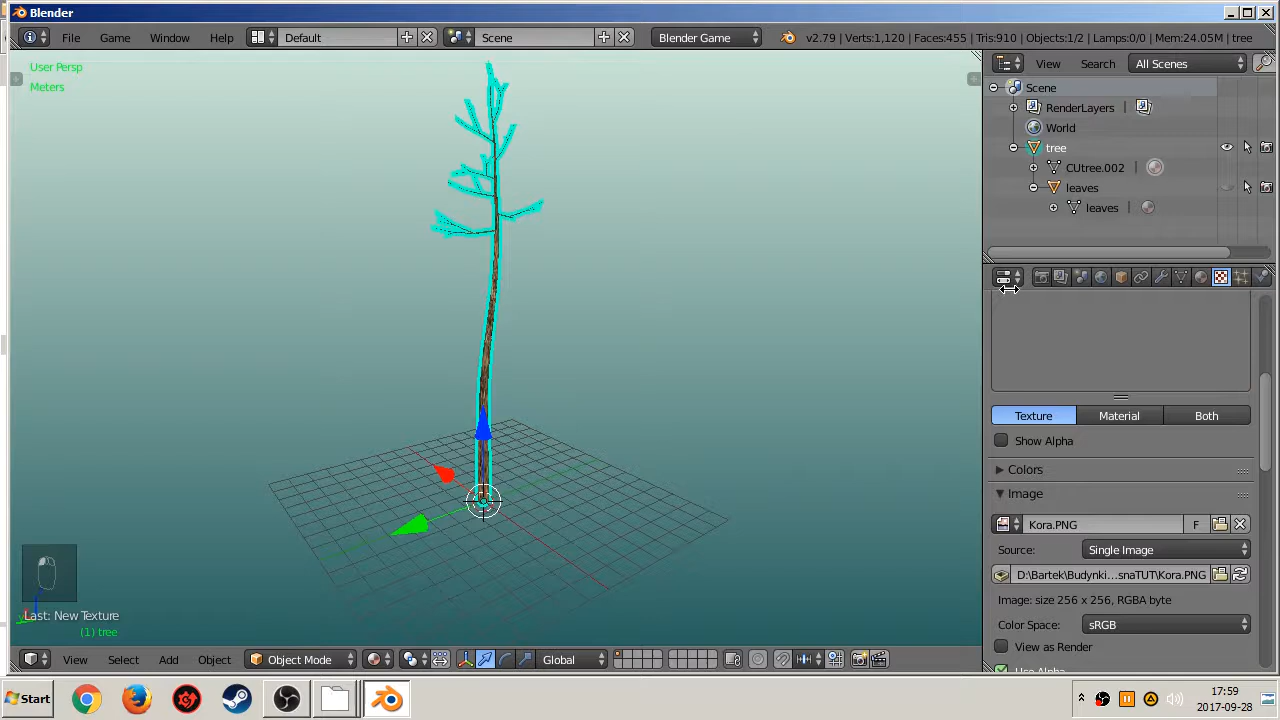 Blender
File Game Window Help Default Scene Blender Game v2.79 | Verts:1,120 | Faces:455 | Tris:910 | Objects:1/2 | Lamps:0/0 | Mem:24.05M | tree
User Persp
Meters
View Search All Scenes
Scene
RenderLayers
World
tree
CUtree.002
leaves
leaves
Texture Material Both
Show Alpha
Colors
Image
Kora.PNG F
Source: Single Image
D:\Bartek\Budynki...snaTUT\Kora.PNG
Image: size 256 x 256, RGBA byte
Color Space: sRGB
View as Render
Use Alpha
Last: New Texture
(1) tree
View Select Add Object Object Mode Global
Start 17:59
2017-09-28